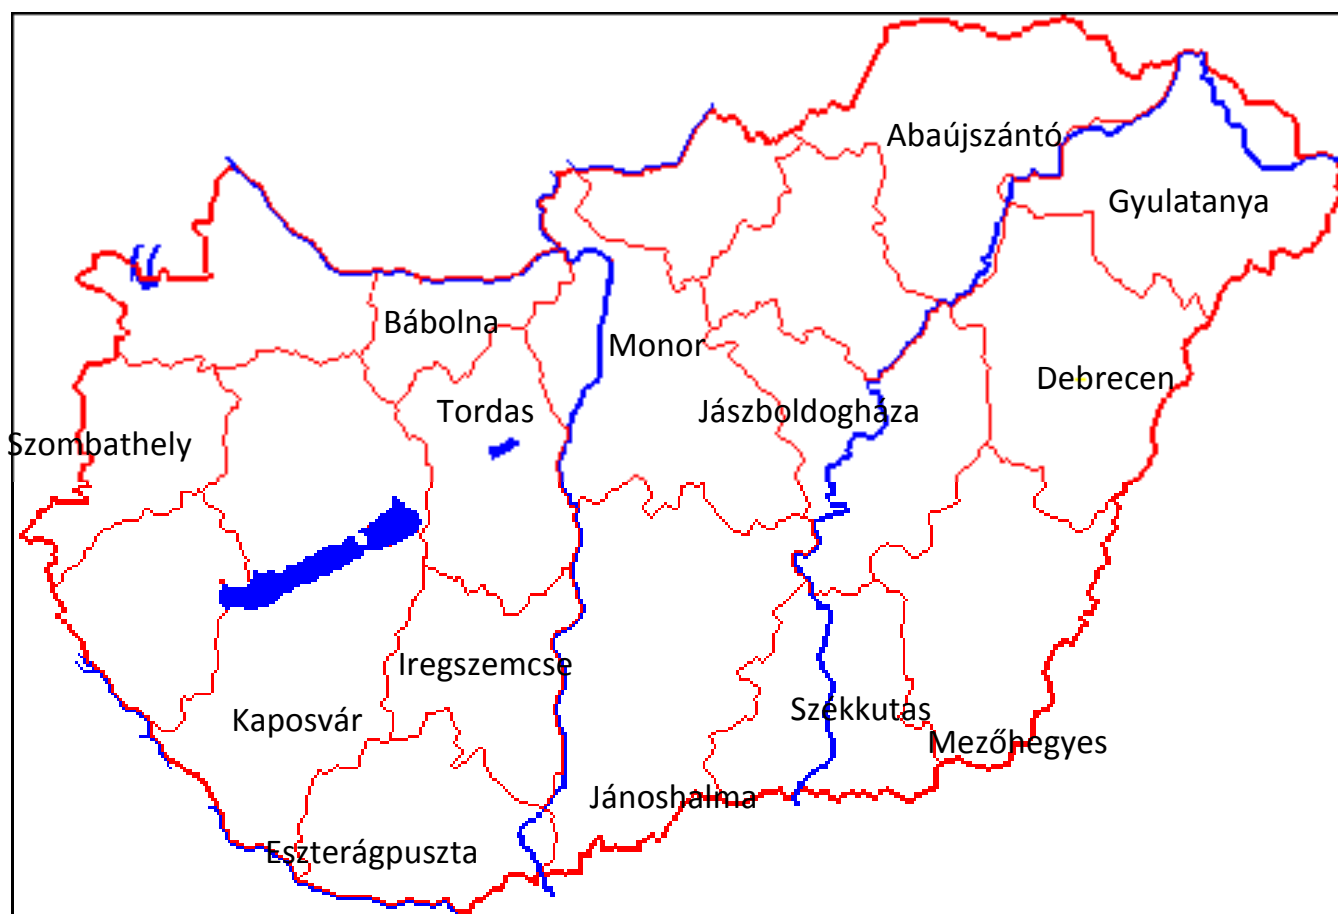 Abaújszántó
Gyulatanya
Bábolna
Monor
Debrecen
Tordas
Jászboldogháza
Szombathely
Iregszemcse
Kaposvár
Székkutas
Mezőhegyes
Jánoshalma
Eszterágpuszta